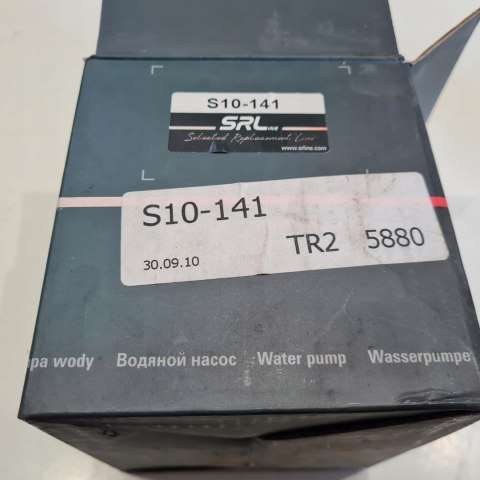 S10-141
SRLine
Selected Replacement Line
www.srline.com
S10-141
30.09.10
TR2 5880
pa wody Водяной насос Water pump Wasserpumpe